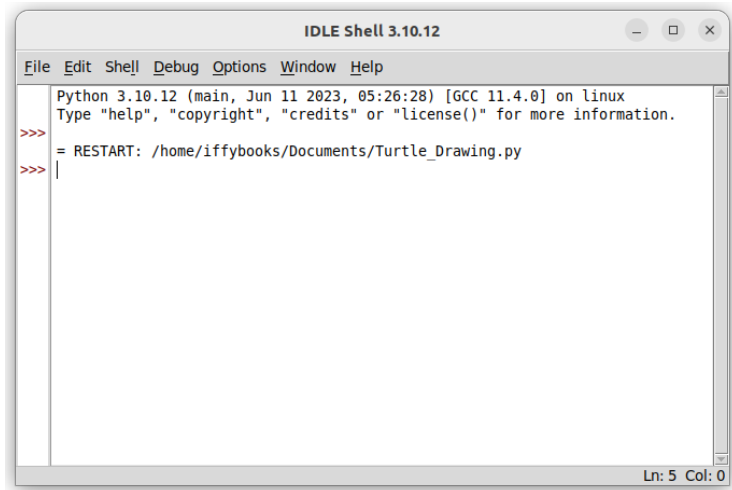 IDLE Shell 3.10.12
File Edit Shell Debug Options Window Help
Python 3.10.12 (main, Jun 11 2023, 05:26:28) [GCC 11.4.0] on linux
Type "help", "copyright", "credits" or "license()" for more information.
>>>
= RESTART: /home/iffybooks/Documents/Turtle_Drawing.py
>>>
Ln: 5 Col: 0